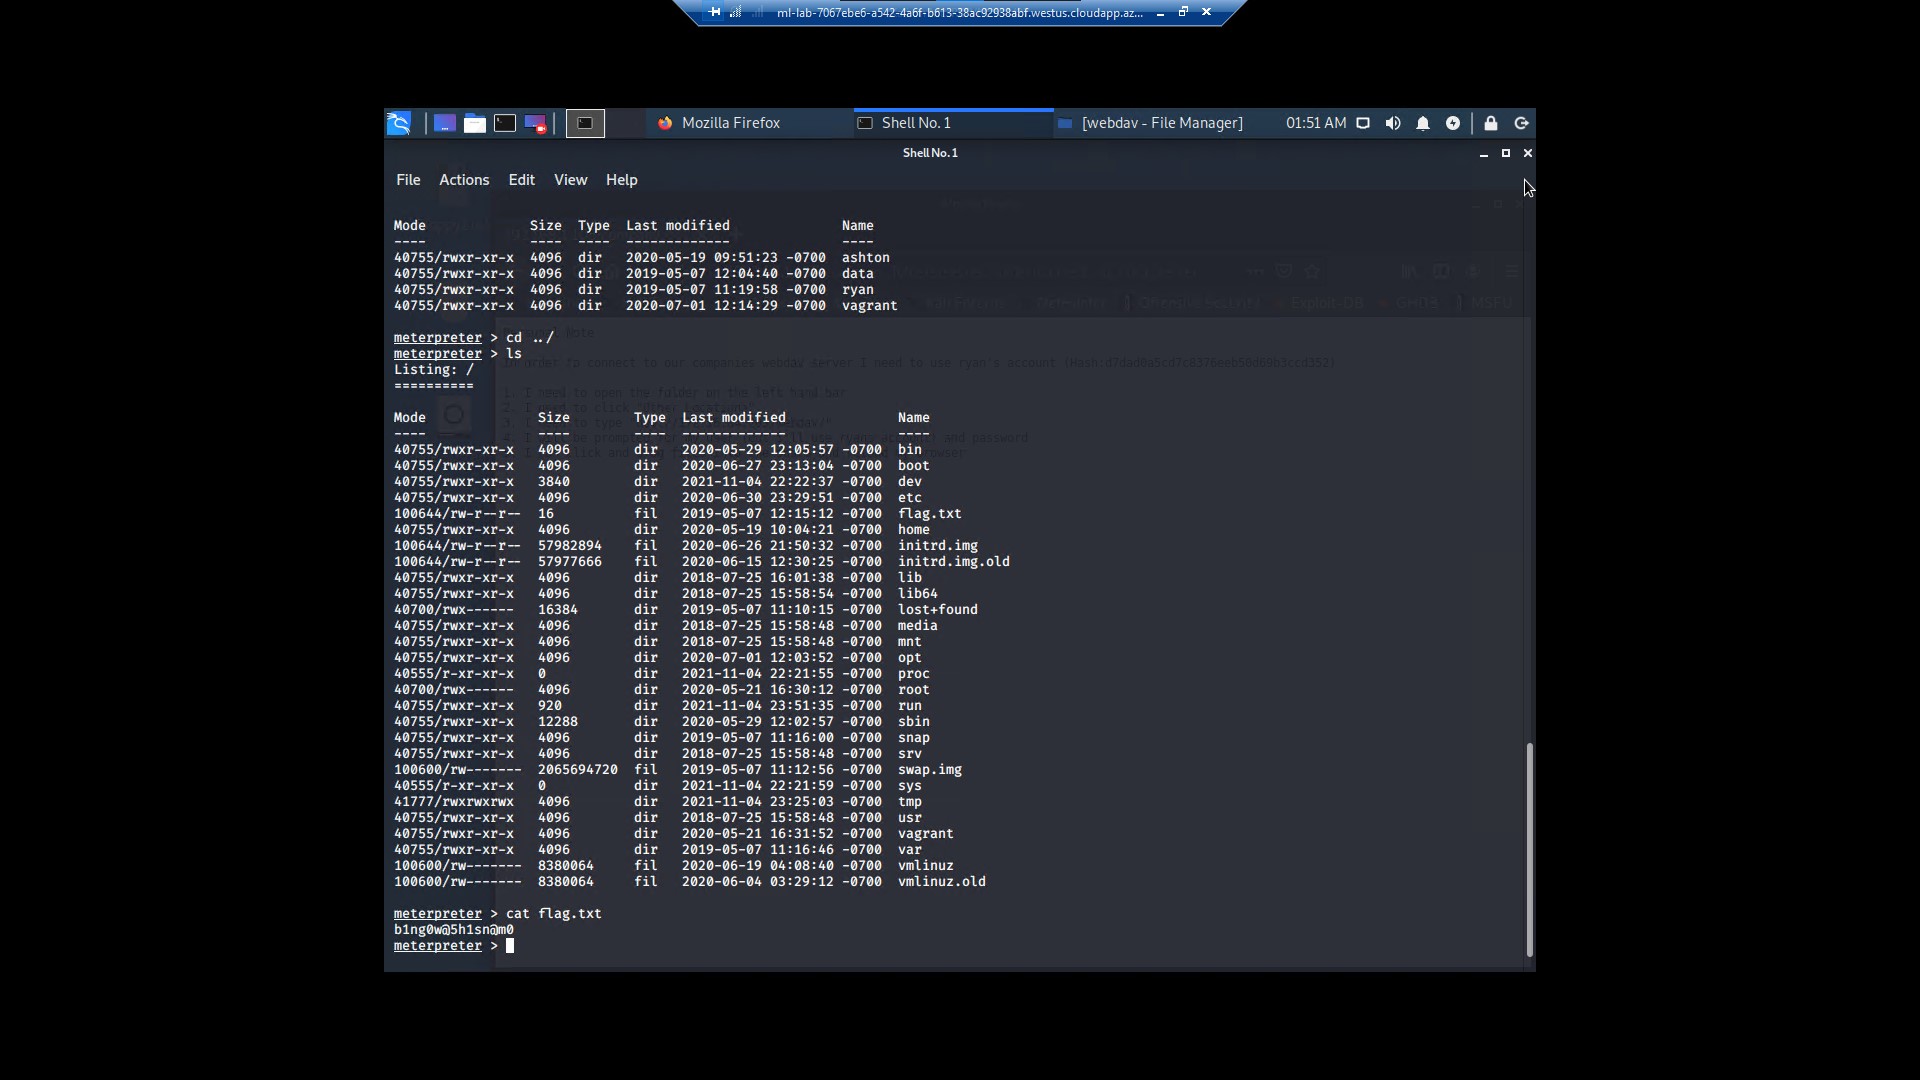 ml-lab-7067ebe6-a542-4a6f-b613-38ac92938abf.westus.cloudapp.az...
Mozilla Firefox
Shell No. 1
[webdav - File Manager]
01:51 AM
Shell No. 1
File Actions Edit View Help
Mode Size Type Last modified Name
---- ---- ---- ------------- ----
40755/rwxr-xr-x 4096 dir 2020-05-19 09:51:23 -0700 ashton
40755/rwxr-xr-x 4096 dir 2019-05-07 12:04:40 -0700 data
40755/rwxr-xr-x 4096 dir 2019-05-07 11:19:58 -0700 ryan
40755/rwxr-xr-x 4096 dir 2020-07-01 12:14:29 -0700 vagrant
meterpreter > cd ../
meterpreter > ls
Listing: /
==========
Mode Size Type Last modified Name
---- ---- ---- ------------- ----
40755/rwxr-xr-x 4096 dir 2020-05-29 12:05:57 -0700 bin
40755/rwxr-xr-x 4096 dir 2020-06-27 23:13:04 -0700 boot
40755/rwxr-xr-x 3840 dir 2021-11-04 22:22:37 -0700 dev
40755/rwxr-xr-x 4096 dir 2020-06-30 23:29:51 -0700 etc
100644/rw-r--r-- 16 fil 2019-05-07 12:15:12 -0700 flag.txt
40755/rwxr-xr-x 4096 dir 2020-05-19 10:04:21 -0700 home
100644/rw-r--r-- 57982894 fil 2020-06-26 21:50:32 -0700 initrd.img
100644/rw-r--r-- 57977666 fil 2020-06-15 12:30:25 -0700 initrd.img.old
40755/rwxr-xr-x 4096 dir 2018-07-25 16:01:38 -0700 lib
40755/rwxr-xr-x 4096 dir 2018-07-25 15:58:54 -0700 lib64
40700/rwx------ 16384 dir 2019-05-07 11:10:15 -0700 lost+found
40755/rwxr-xr-x 4096 dir 2018-07-25 15:58:48 -0700 media
40755/rwxr-xr-x 4096 dir 2018-07-25 15:58:48 -0700 mnt
40755/rwxr-xr-x 4096 dir 2020-07-01 12:03:52 -0700 opt
40555/r-xr-xr-x 0 dir 2021-11-04 22:21:55 -0700 proc
40700/rwx------ 4096 dir 2020-05-21 16:30:12 -0700 root
40755/rwxr-xr-x 920 dir 2021-11-04 23:51:35 -0700 run
40755/rwxr-xr-x 12288 dir 2020-05-29 12:02:57 -0700 sbin
40755/rwxr-xr-x 4096 dir 2019-05-07 11:16:00 -0700 snap
40755/rwxr-xr-x 4096 dir 2018-07-25 15:58:48 -0700 srv
100600/rw------- 2065694720 fil 2019-05-07 11:12:56 -0700 swap.img
40555/r-xr-xr-x 0 dir 2021-11-04 22:21:59 -0700 sys
41777/rwxrwxrwx 4096 dir 2021-11-04 23:25:03 -0700 tmp
40755/rwxr-xr-x 4096 dir 2018-07-25 15:58:48 -0700 usr
40755/rwxr-xr-x 4096 dir 2020-05-21 16:31:52 -0700 vagrant
40755/rwxr-xr-x 4096 dir 2019-05-07 11:16:46 -0700 var
100600/rw------- 8380064 fil 2020-06-19 04:08:40 -0700 vmlinuz
100600/rw------- 8380064 fil 2020-06-04 03:29:12 -0700 vmlinuz.old
meterpreter > cat flag.txt
b1ng0w@5h1sn@m0
meterpreter >